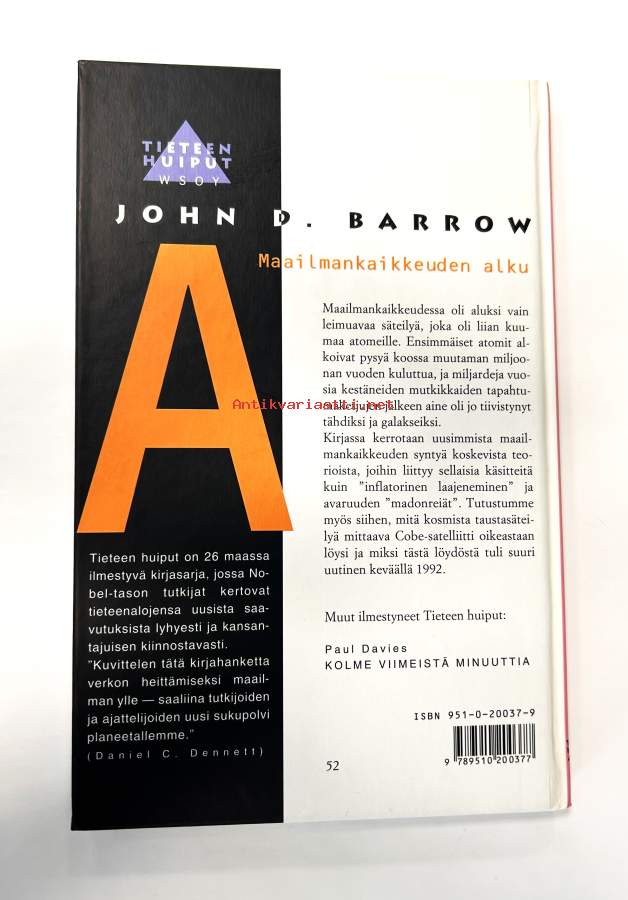 TIETEEN
HUIPUT
WSOY
JOHN D. BARROW
Maailmankaikkeuden alku
A
Maailmankaikkeudessa oli aluksi vain
leimuavaa säteilyä, joka oli liian kuu-
maa atomeille. Ensimmäiset atomit al-
koivat pysyä koossa muutaman miljoo-
nan vuoden kuluttua, ja miljardeja vuo-
sia kestäneiden mutkikkaiden tapahtu-
Antikvariaatti.net
jälkeen aine oli jo tiivistynyt
tähdiksi ja galakseiksi.
Kirjassa kerrotaan uusimmista maail-
mankaikkeuden syntyä koskevista teo-
rioista, joihin liittyy sellaisia käsitteitä
kuin ”inflatorinen laajeneminen” ja
avaruuden ”madonreiät”. Tutustumme
myös siihen, mitä kosmista taustasätei-
lyä mittaava Cobe-satelliitti oikeastaan
löysi ja miksi tästä löydöstä tuli suuri
uutinen keväällä 1992.
Tieteen huiput on 26 maassa
ilmestyvä kirjasarja, jossa No-
bel-tason tutkijat kertovat
tieteenalojensa uusista saa-
vutuksista lyhyesti ja kansan-
tajuisen kiinnostavasti.
”Kuvittelen tätä kirjahanketta
verkon heittämiseksi maail-
man ylle — saaliina tutkijoiden
ja ajattelijoiden uusi sukupolvi
planeetallemme.”
(Daniel C. Dennett)
Muut ilmestyneet Tieteen huiput:
Paul Davies
KOLME VIIMEISTÄ MINUUTTIA
ISBN 951-0-20037-9
9 789510 200377
52